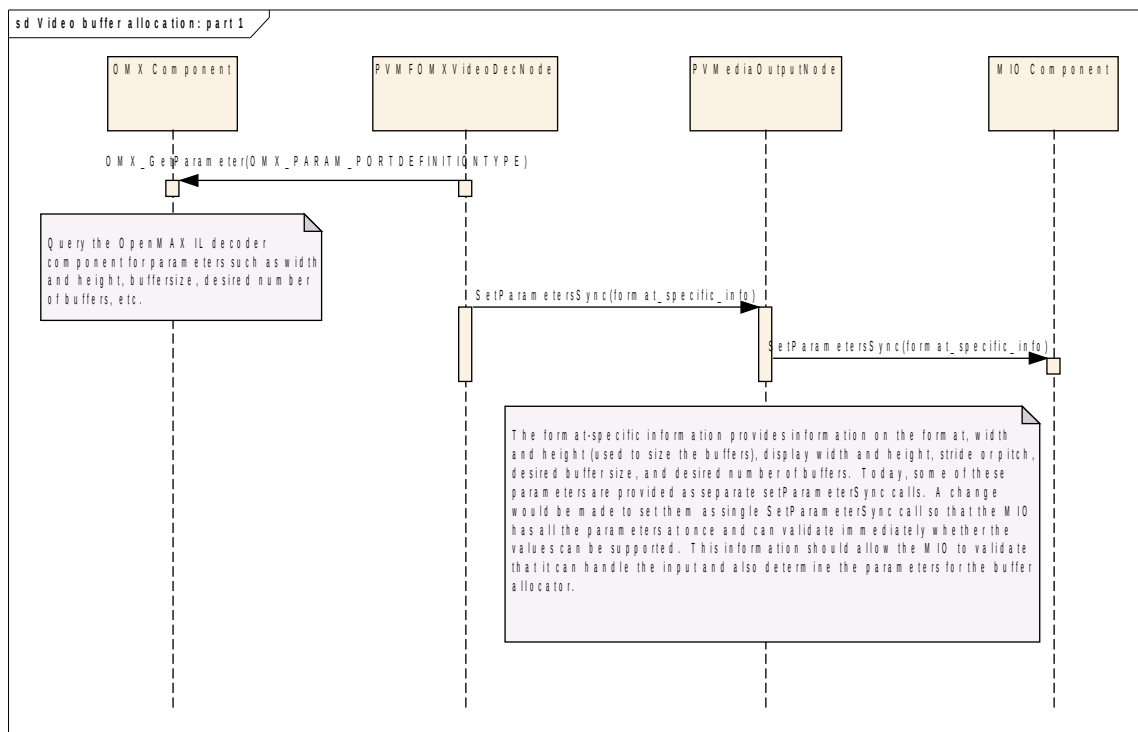 sd Video buffer allocation: part 1
OMX Component
PVMFOMXVideoDecNode
PVMediaOutputNode
MIO Component
OMX_GetParameter(OMX_PARAM_PORTDEFINITIONTYPE)
Query the OpenMAX IL decoder
component for parameters such as width
and height, buffersize, desired number
of buffers, etc.
SetParametersSync(format_specific_info)
SetParametersSync(format_specific_info)
The format-specific information provides information on the format, width
and height (used to size the buffers), display width and height, stride or pitch,
desired buffer size, and desired number of buffers. Today, some of these
parameters are provided as separate setParameterSync calls. A change
would be made to set them as single SetParameterSync call so that the MIO
has all the parameters at once and can validate immediately whether the
values can be supported. This information should allow the MIO to validate
that it can handle the input and also determine the parameters for the buffer
allocator.